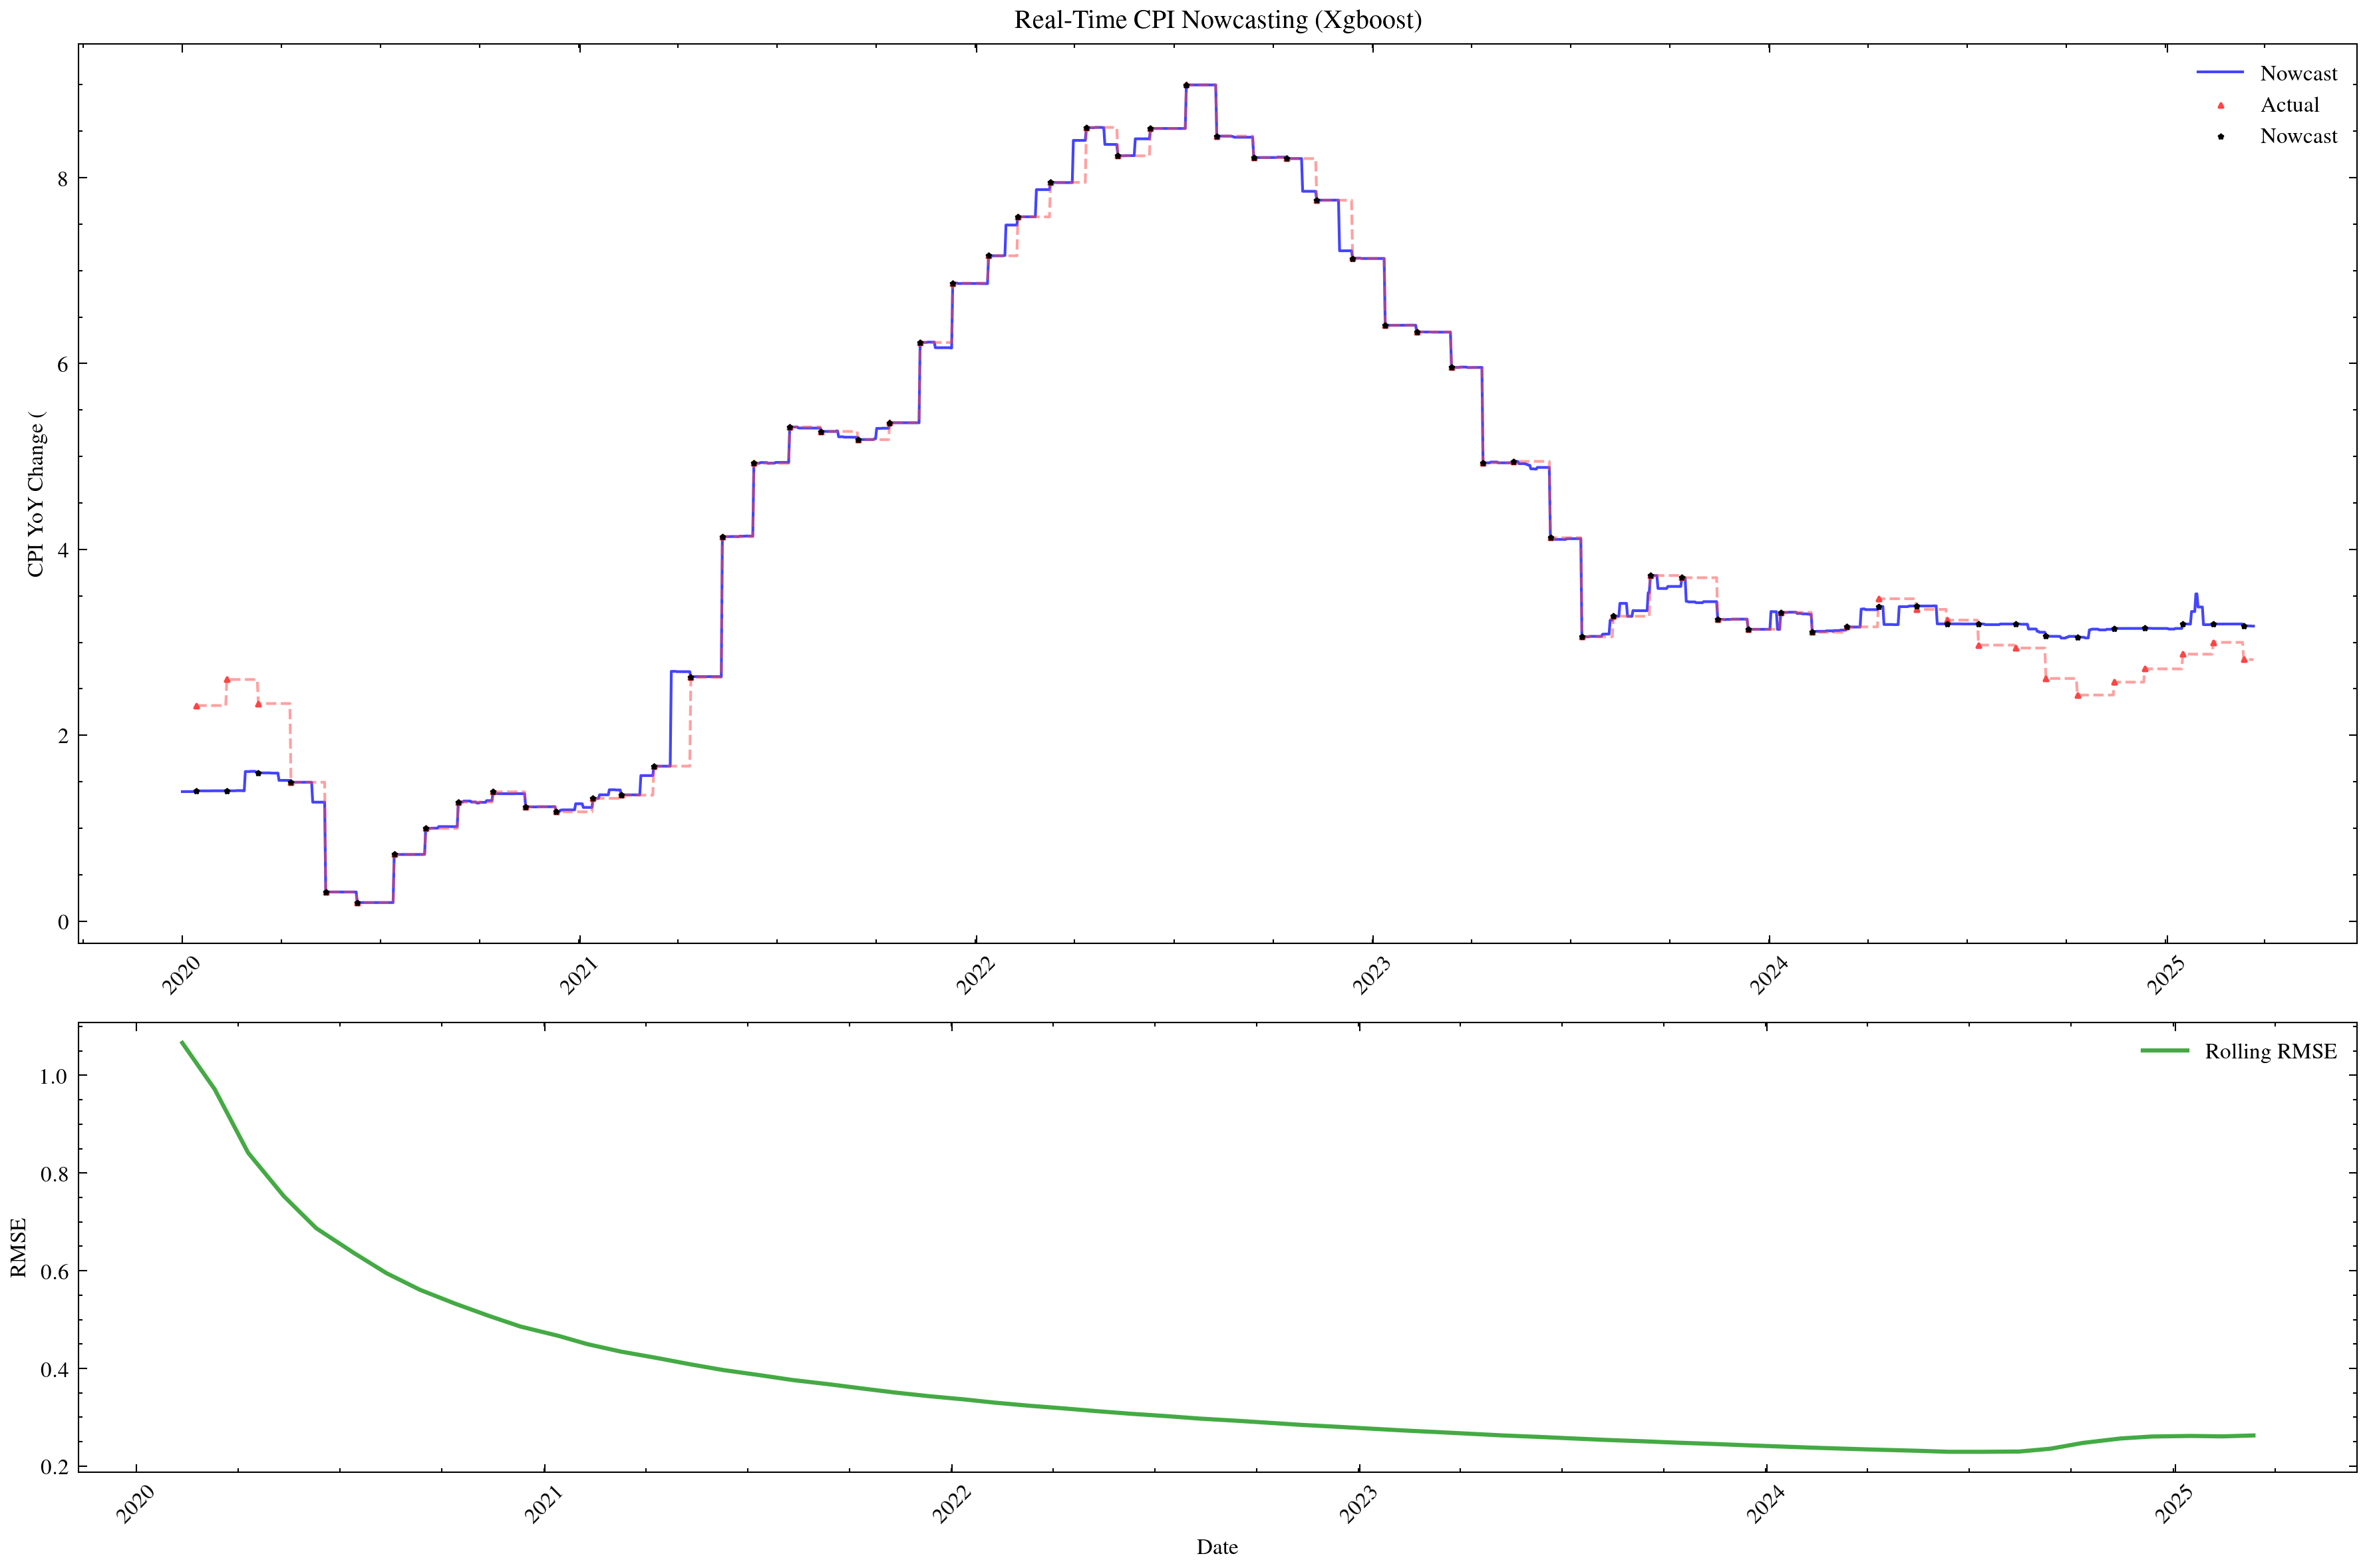 Real-Time CPI Nowcasting (Xgboost)
Nowcast
Actual
Nowcast
CPI YoY Change (
8
6
4
2
0
2020
2021
2022
2023
2024
2025
Rolling RMSE
RMSE
1.0
0.8
0.6
0.4
0.2
2020
2021
2022
2023
2024
2025
Date